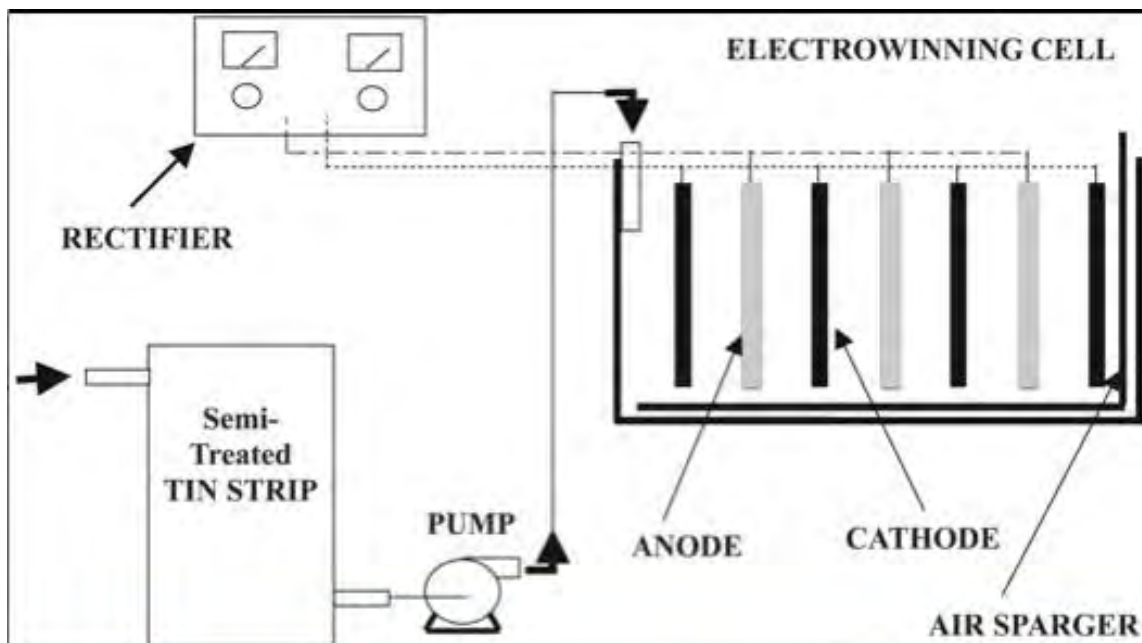 ELECTROWINNING CELL
RECTIFIER
Semi-
Treated
TIN STRIP
PUMP
ANODE
CATHODE
AIR SPARGER